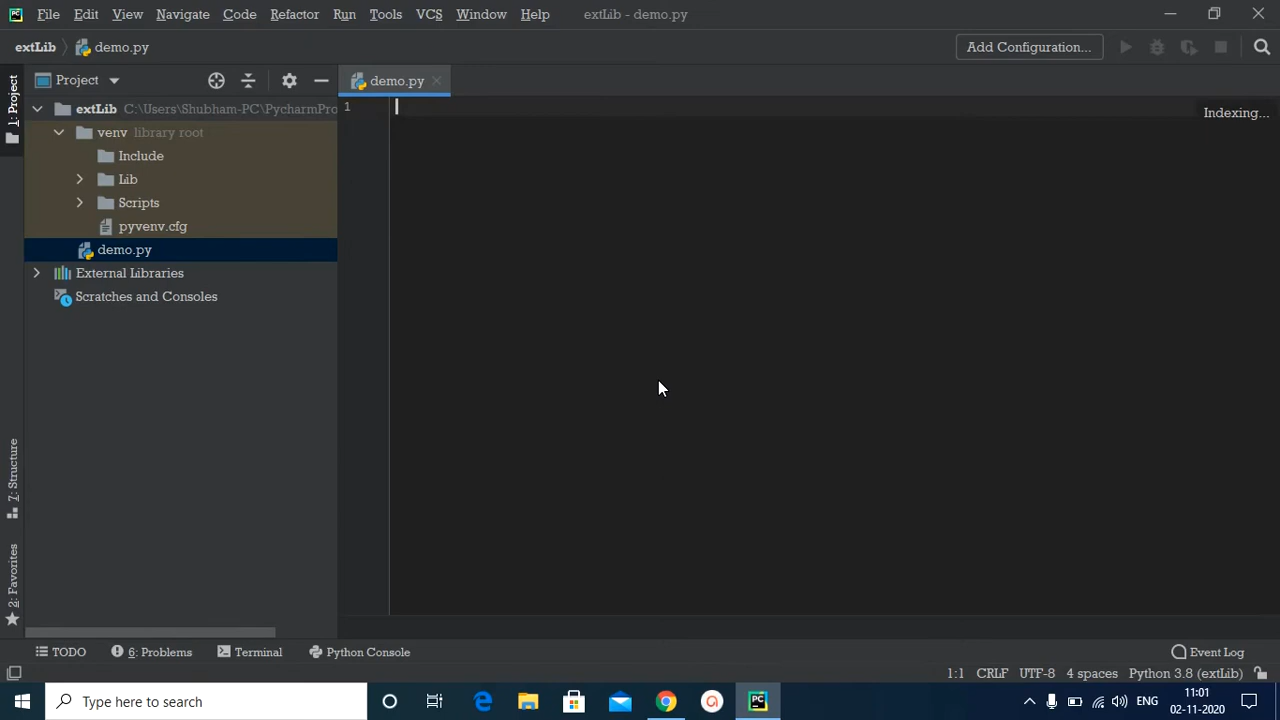 File Edit View Navigate Code Refactor Run Tools VCS Window Help extLib - demo.py
extLib demo.py Add Configuration...
1: Project
Project
demo.py
extLib C:\Users\Shubham-PC\PycharmPro
1
Indexing...
venv library root
Include
Lib
Scripts
pyvenv.cfg
demo.py
External Libraries
Scratches and Consoles
7: Structure
2: Favorites
TODO 6: Problems Terminal Python Console Event Log
1:1 CRLF UTF-8 4 spaces Python 3.8 (extLib)
PC
Type here to search
ENG
11:01
02-11-2020